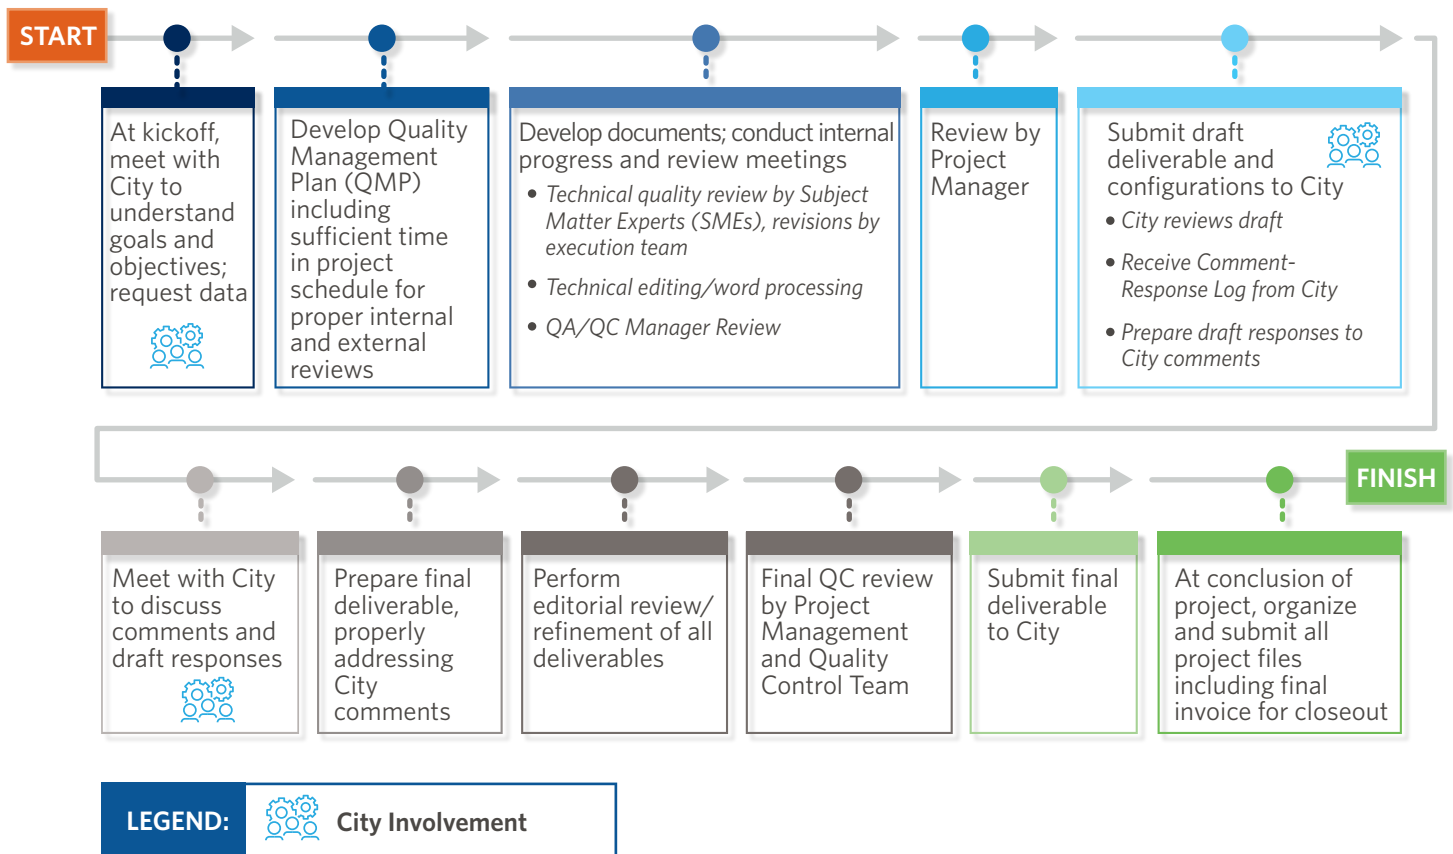 START
At kickoff,
meet with
City to
understand
goals and
objectives;
request data
Develop Quality
Management
Plan (QMP)
including
sufficient time
in project
schedule for
proper internal
and external
reviews
Develop documents; conduct internal
progress and review meetings
• Technical quality review by Subject
Matter Experts (SMEs), revisions by
execution team
• Technical editing/word processing
• QA/QC Manager Review
Review by
Project
Manager
Submit draft
deliverable and
configurations to City
• City reviews draft
• Receive Comment-
Response Log from City
• Prepare draft responses to
City comments
FINISH
Meet with City
to discuss
comments and
draft responses
Prepare final
deliverable,
properly
addressing
City
comments
Perform
editorial review/
refinement of all
deliverables
Final QC review
by Project
Management
and Quality
Control Team
Submit final
deliverable
to City
At conclusion of
project, organize
and submit all
project files
including final
invoice for closeout
LEGEND:
City Involvement